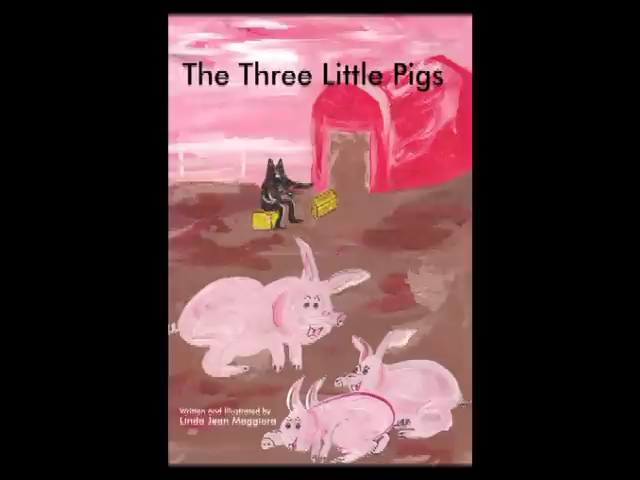 The Three Little Pigs
Written and Illustrated by
Linda Jean Maggiora